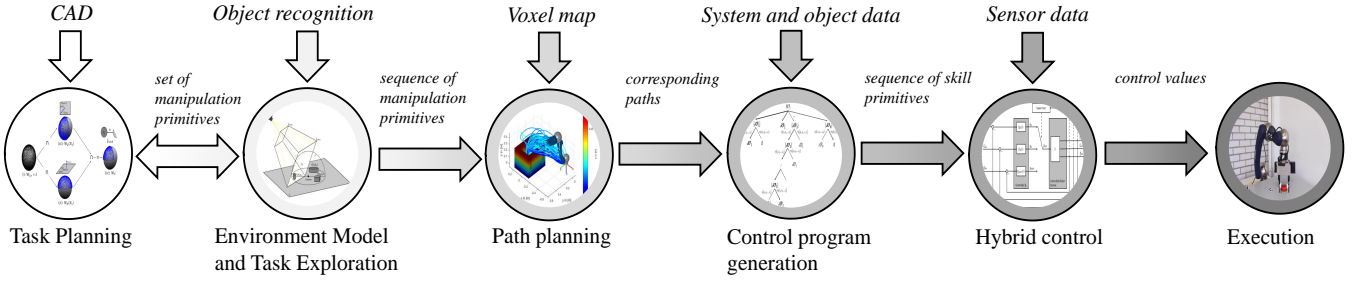 CAD
Object recognition
Voxel map
System and object data
Sensor data
set of
manipulation
primitives
sequence of
manipulation
primitives
corresponding
paths
sequence of skill
primitives
control values
Task Planning
Environment Model
and Task Exploration
Path planning
Control program
generation
Hybrid control
Execution